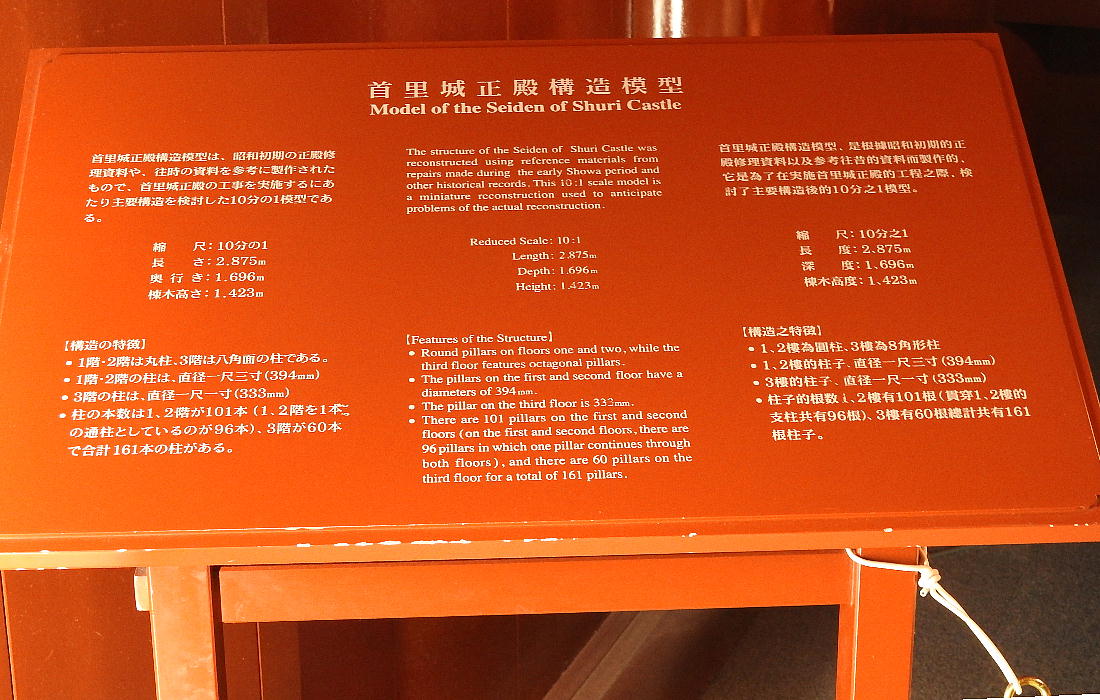 首里城正殿構造模型
Model of the Seiden of Shuri Castle
首里城正殿構造模型は、昭和初期の正殿修
理資料や、往時の資料を参考に製作された
もので、首里城正殿の工事を実施するにあ
たり主要構造を検討した10分の1模型であ
る。
縮　尺：10分の1
長　さ：2.875m
奥行き：1.696m
棟木高さ：1.423m
【構造の特徴】
●1階・2階は丸柱、3階は八角面の柱である。
●1階・2階の柱は、直径一尺三寸(394mm)
●3階の柱は、直径一尺一寸(333mm)
●柱の本数は1、2階が101本(1、2階を1本
の通柱としているのが96本)、3階が60本
で合計161本の柱がある。
The structure of the Seiden of Shuri Castle was
reconstructed using reference materials from
repairs made during the early Showa period and
other historical records. This 10:1 scale model is
a miniature reconstruction used to anticipate
problems of the actual reconstruction.
Reduced Scale: 10:1
Length: 2.875m
Depth: 1.696m
Height: 1.423m
【Features of the Structure】
● Round pillars on floors one and two, while the
third floor features octagonal pillars.
● The pillars on the first and second floor have a
diameters of 394mm.
● The pillar on the third floor is 333mm.
● There are 101 pillars on the first and second
floors (on the first and second floors, there are
96 pillars in which one pillar continues through
both floors), and there are 60 pillars on the
third floor for a total of 161 pillars.
首里城正殿構造模型、是根據昭和初期的正
殿修理資料以及參考往昔的資料而製作的、
它是為了在實施首里城正殿的工程之際、檢
討了主要構造後的10分之1模型。
縮　尺：10分之1
長　度：2.875m
深　度：1、696m
棟木高度：1、423m
【構造之特徵】
●1、2樓為圓柱、3樓為8角形柱
●1、2樓的柱子、直徑一尺三寸(394mm)
●3樓的柱子、直徑一尺一寸(333mm)
●柱子的根數1、2樓有101根(貫穿1、2樓的
支柱共有96根)、3樓有60根總計共有161
根柱子。